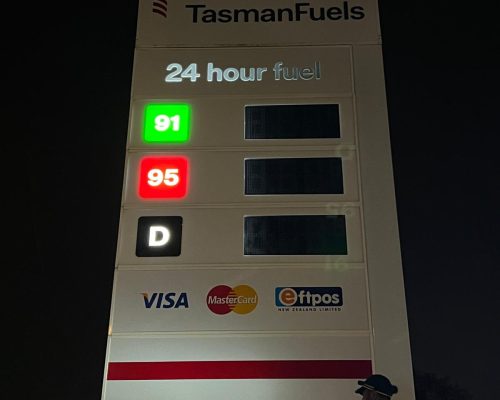 TasmanFuels
24 hour fuel
91
95
D
VISA
MasterCard
eftpos
NEW ZEALAND LIMITED